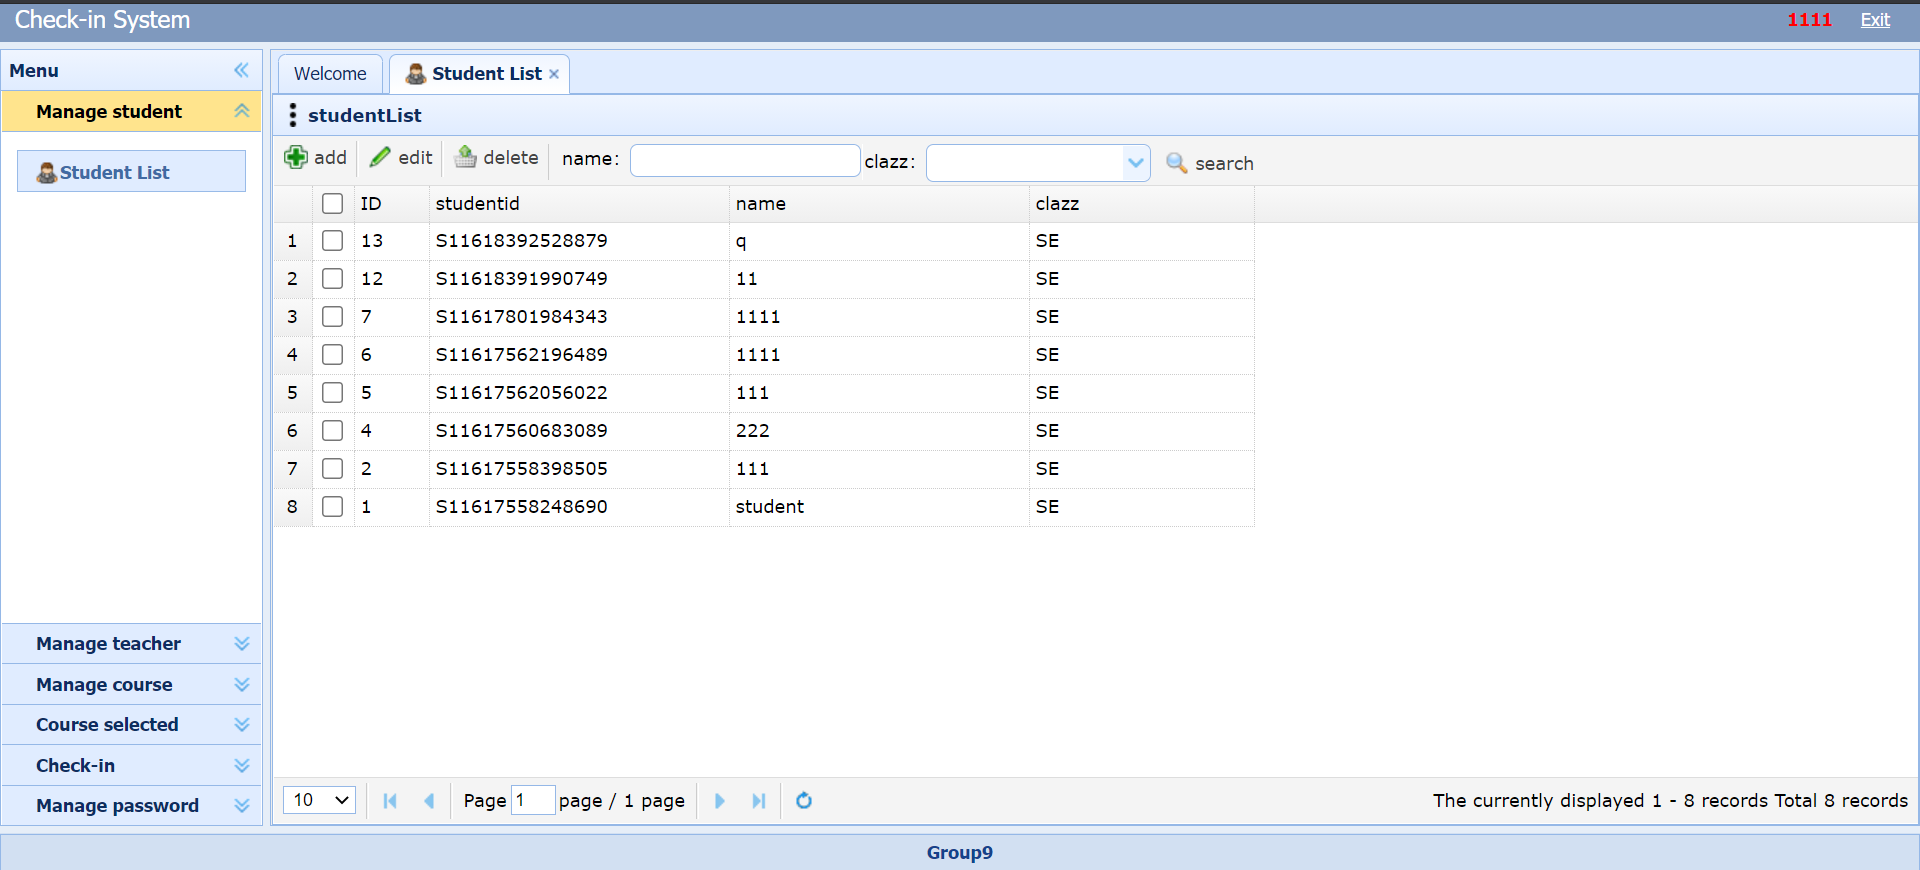 Check-in System 1111 Exit
Menu
Manage student
Student List
Manage teacher
Manage course
Course selected
Check-in
Manage password
Welcome Student List
studentList
add edit delete name: clazz: search
ID studentid name clazz
1 13 S11618392528879 q SE
2 12 S11618391990749 11 SE
3 7 S11617801984343 1111 SE
4 6 S11617562196489 1111 SE
5 5 S11617562056022 111 SE
6 4 S11617560683089 222 SE
7 2 S11617558398505 111 SE
8 1 S11617558248690 student SE
10 Page 1 page / 1 page The currently displayed 1 - 8 records Total 8 records
Group9